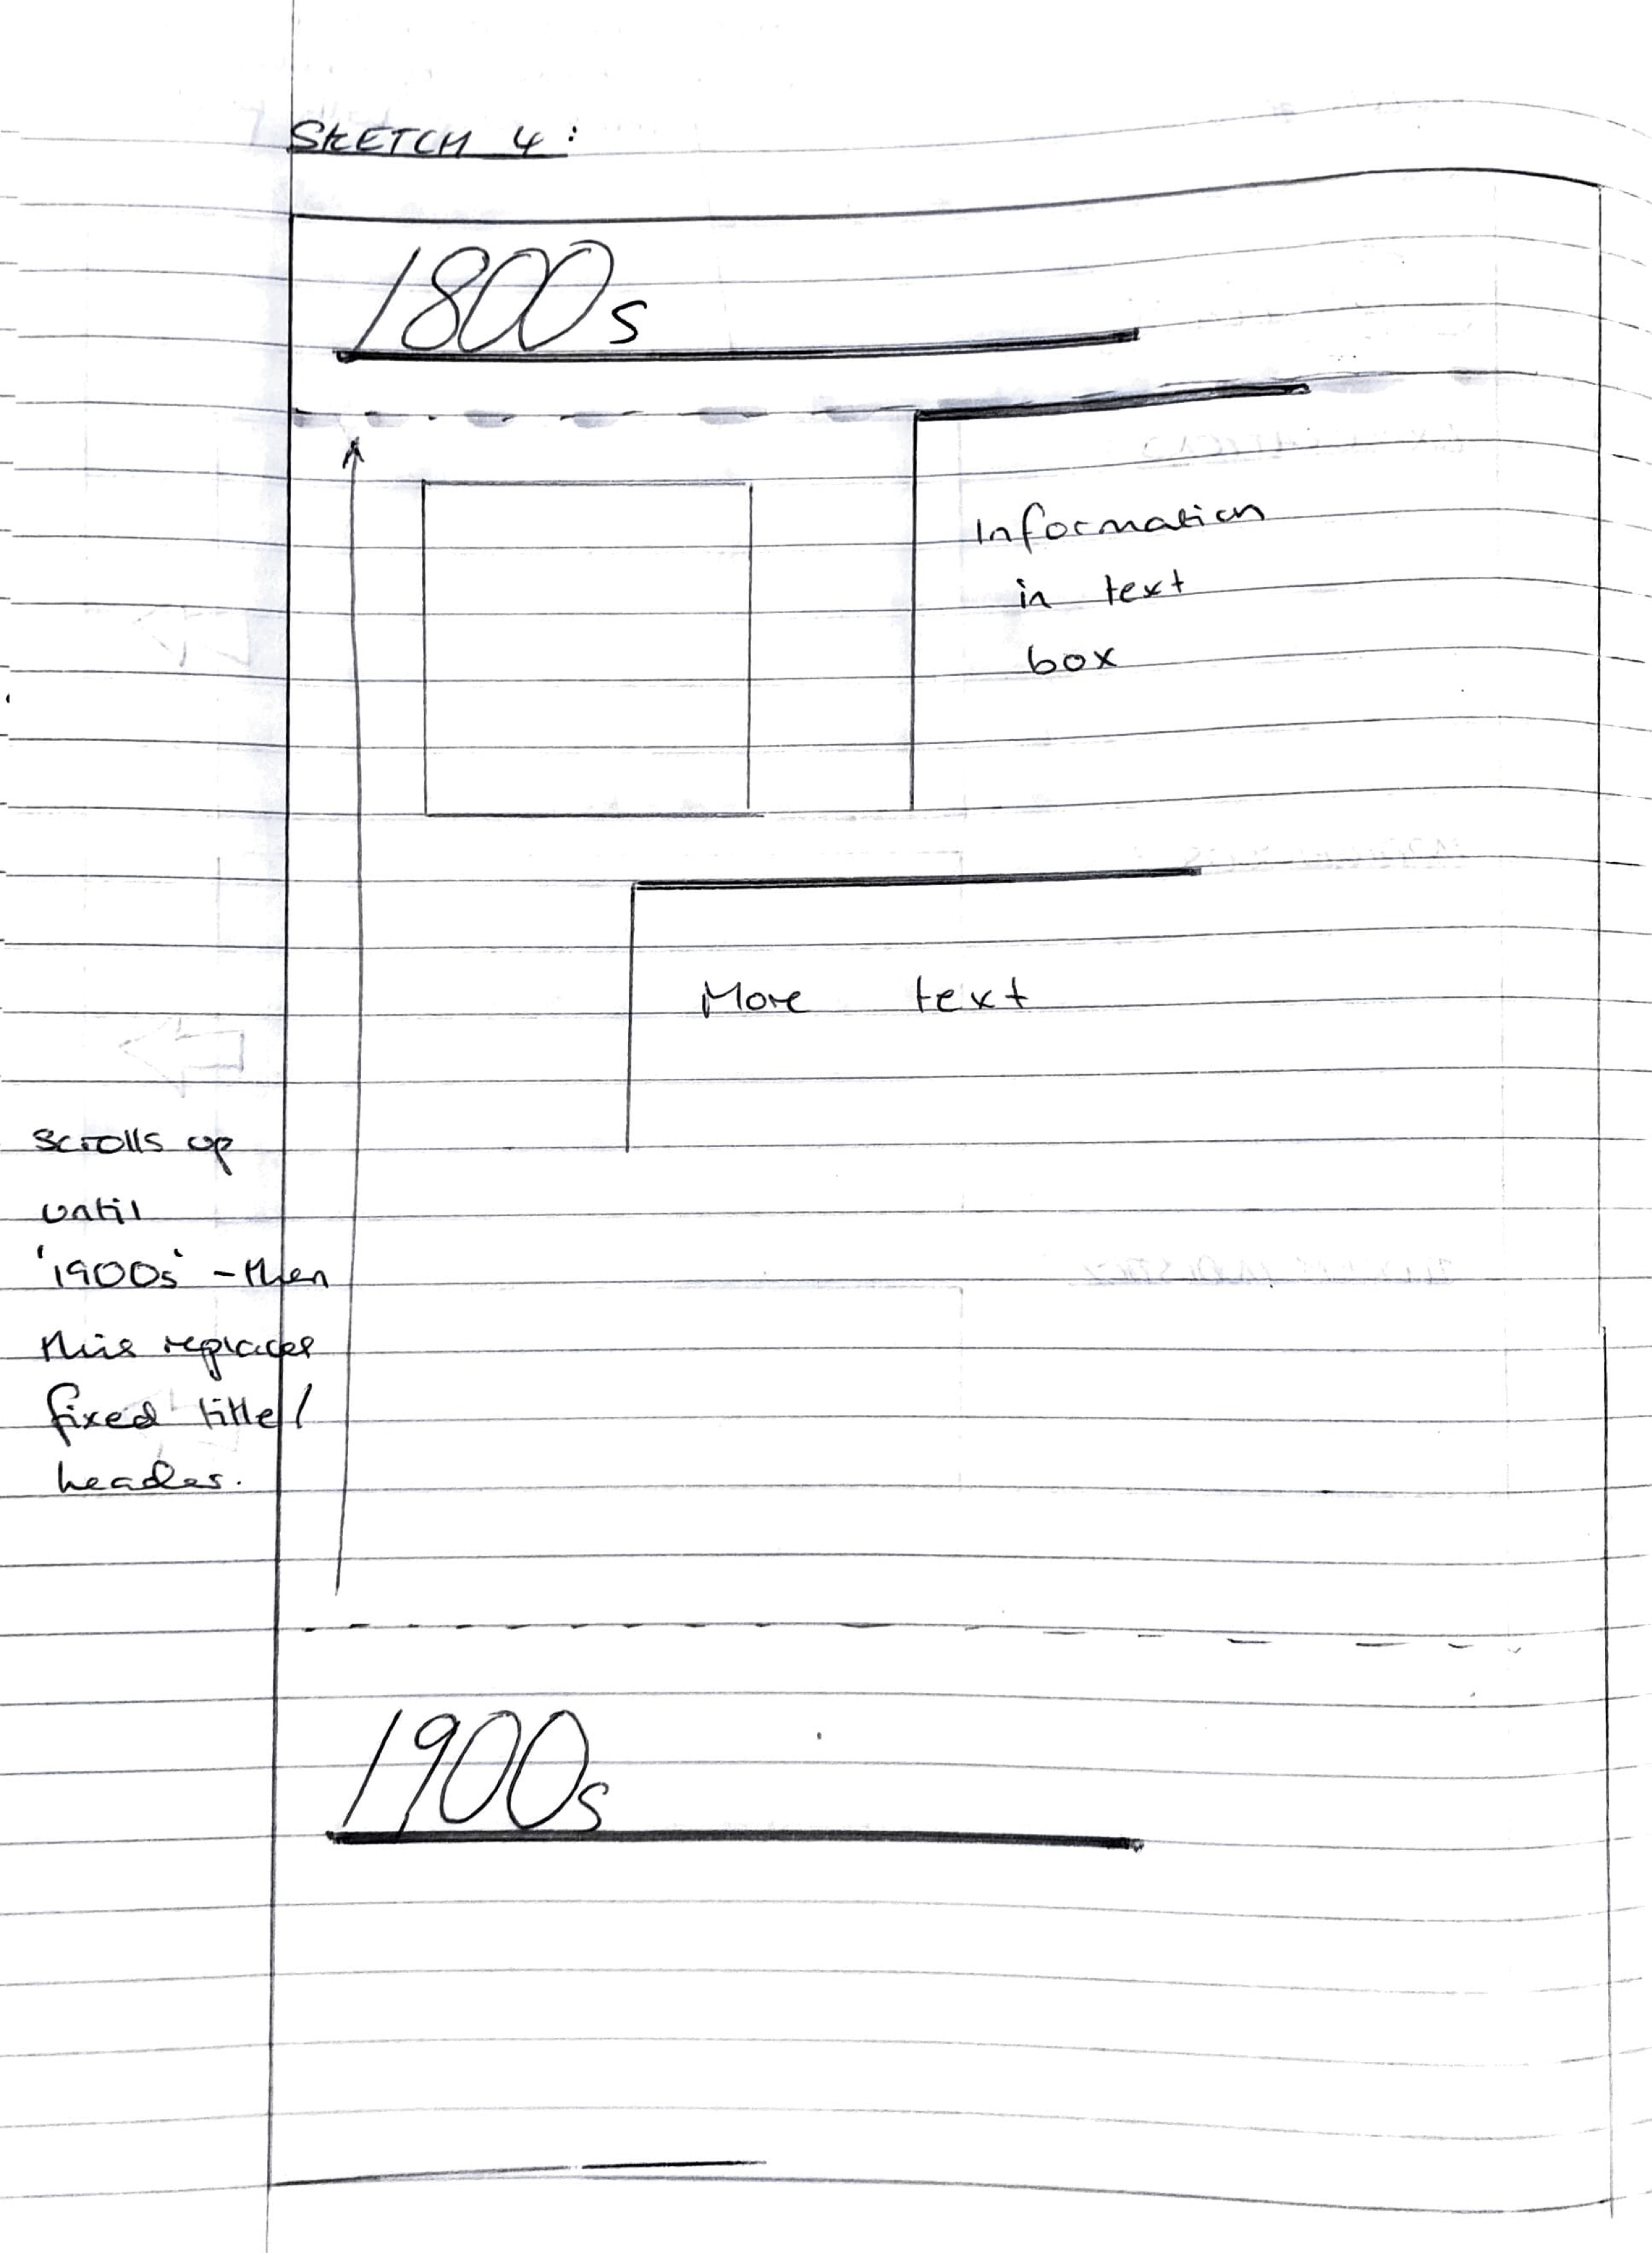 SKETCH 4:
1800s
Information
in text
box
More text
scrolls up
until
'1900s' - then
this replaces
fixed title/
header.
1900s